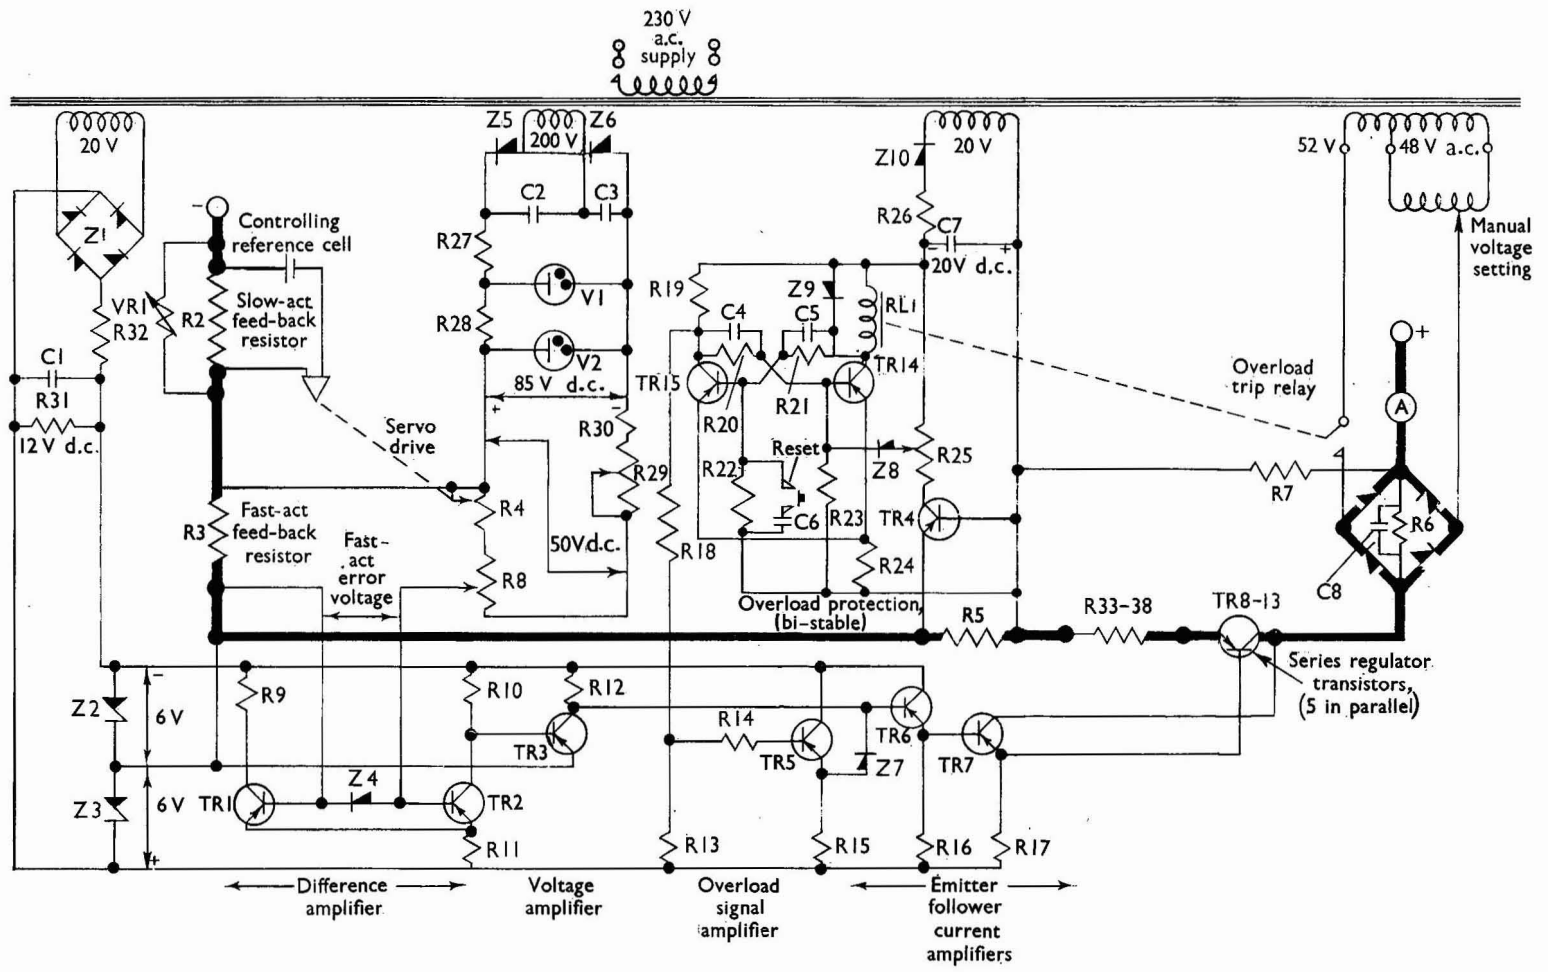 230 V
a.c.
supply
20 V
Z1
C1
R31
12 V d.c.
R32
VR1
R2
−
Controlling
reference cell
Slow-act
feed-back
resistor
Servo
drive
R3
Fast-act
feed-back
resistor
Fast-
act
error
voltage
Z5
200 V
Z6
C2
C3
R27
V1
R28
V2
85 V d.c.
+
−
R30
R29
R4
50V d.c.
R8
Z10
20 V
R26
C7
−
+
20V d.c.
R19
C4
Z9
C5
RL1
TR15
TR14
R20
R21
R22
Reset
C6
R23
Z8
R25
TR4
R18
R24
Overload protection,
(bi-stable)
R5
R33-38
TR8-13
Series regulator
transistors,
(5 in parallel)
52 V
48 V a.c.
Manual
voltage
setting
Overload
trip relay
+
A
R7
R6
C8
Z2
6 V
−
Z3
6 V
+
R9
TR1
Z4
R10
TR2
R11
R12
TR3
R13
R14
TR5
R15
Z7
TR6
R16
TR7
R17
Difference
amplifier
Voltage
amplifier
Overload
signal
amplifier
Emitter
follower
current
amplifiers